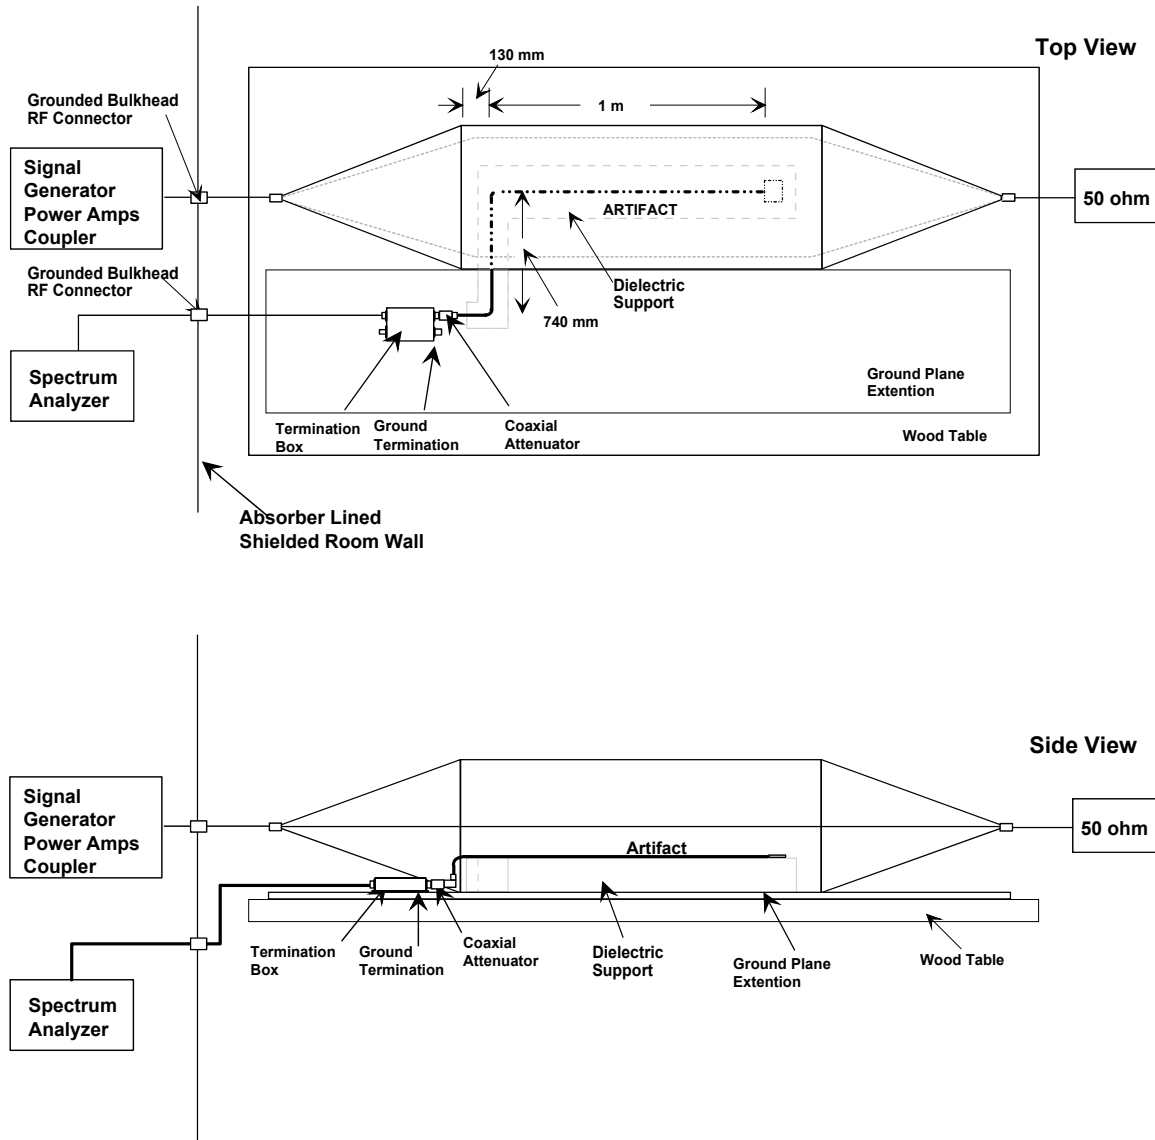 Top View
130 mm
1 m
Grounded Bulkhead
RF Connector
Signal
Generator
Power Amps
Coupler
ARTIFACT
50 ohm
Grounded Bulkhead
RF Connector
Dielectric
Support
740 mm
Spectrum
Analyzer
Ground Plane
Extention
Termination
Box
Ground
Termination
Coaxial
Attenuator
Wood Table
Absorber Lined
Shielded Room Wall
Side View
Signal
Generator
Power Amps
Coupler
50 ohm
Artifact
Termination
Box
Ground
Termination
Coaxial
Attenuator
Dielectric
Support
Ground Plane
Extention
Wood Table
Spectrum
Analyzer